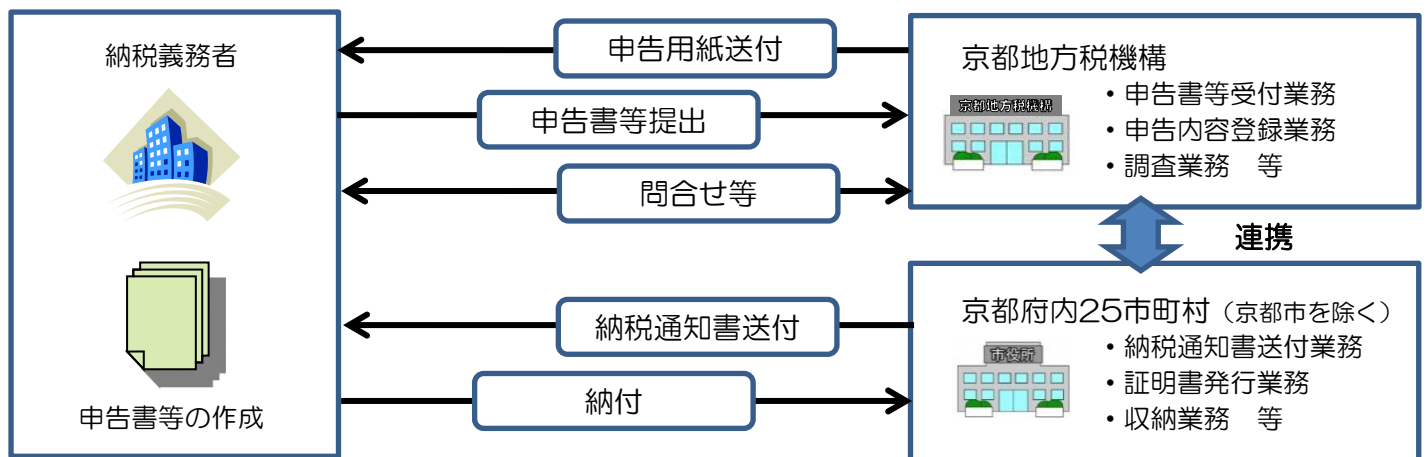 納税義務者
申告書等の作成
申告用紙送付
申告書等提出
問合せ等
納税通知書送付
納付
京都地方税機構
京都地方税機構
・申告書等受付業務
・申告内容登録業務
・調査業務　等
連携
京都府内25市町村（京都市を除く）
市役所
・納税通知書送付業務
・証明書発行業務
・収納業務　等